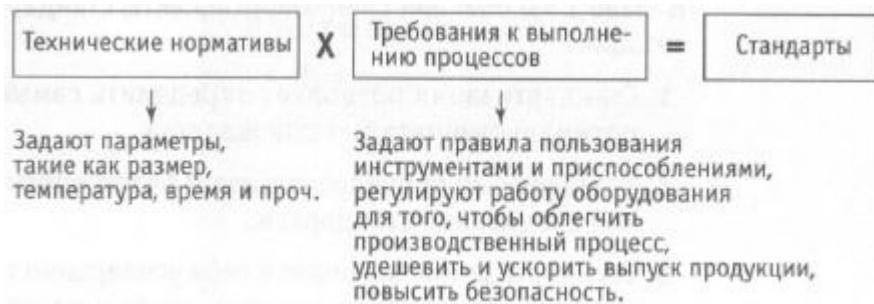 Технические нормативы
X
Требования к выполне-
нию процессов
=
Стандарты
Задают параметры,
такие как размер,
температура, время и проч.
Задают правила пользования
инструментами и приспособлениями,
регулируют работу оборудования
для того, чтобы облегчить
производственный процесс,
удешевить и ускорить выпуск продукции,
повысить безопасность.